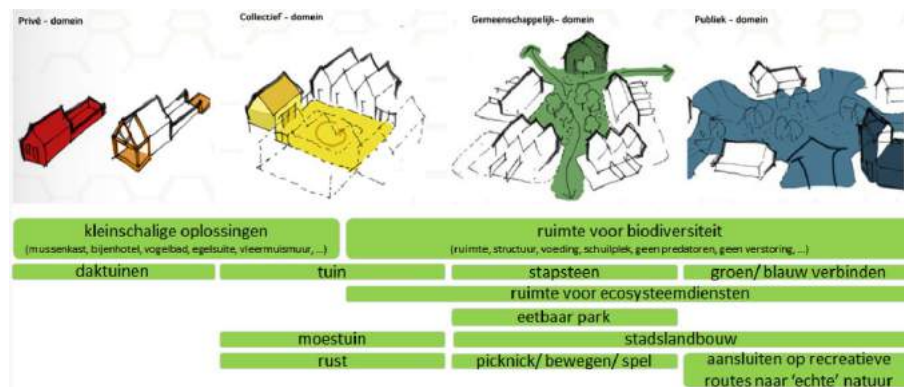 Privé - domein
Collectief - domein
Gemeenschappelijk- domein
Publiek - domein
kleinschalige oplossingen
(mussenkast, bijenhotel, vogelbad, egelsuite, vleermuismuur, ...)
ruimte voor biodiversiteit
(ruimte, structuur, voeding, schuilplek, geen predatoren, geen verstoring, ...)
daktuinen
tuin
stapsteen
groen/ blauw verbinden
ruimte voor ecosysteemdiensten
eetbaar park
moestuin
stadslandbouw
rust
picknick/ bewegen/ spel
aansluiten op recreatieve
routes naar 'echte' natuur